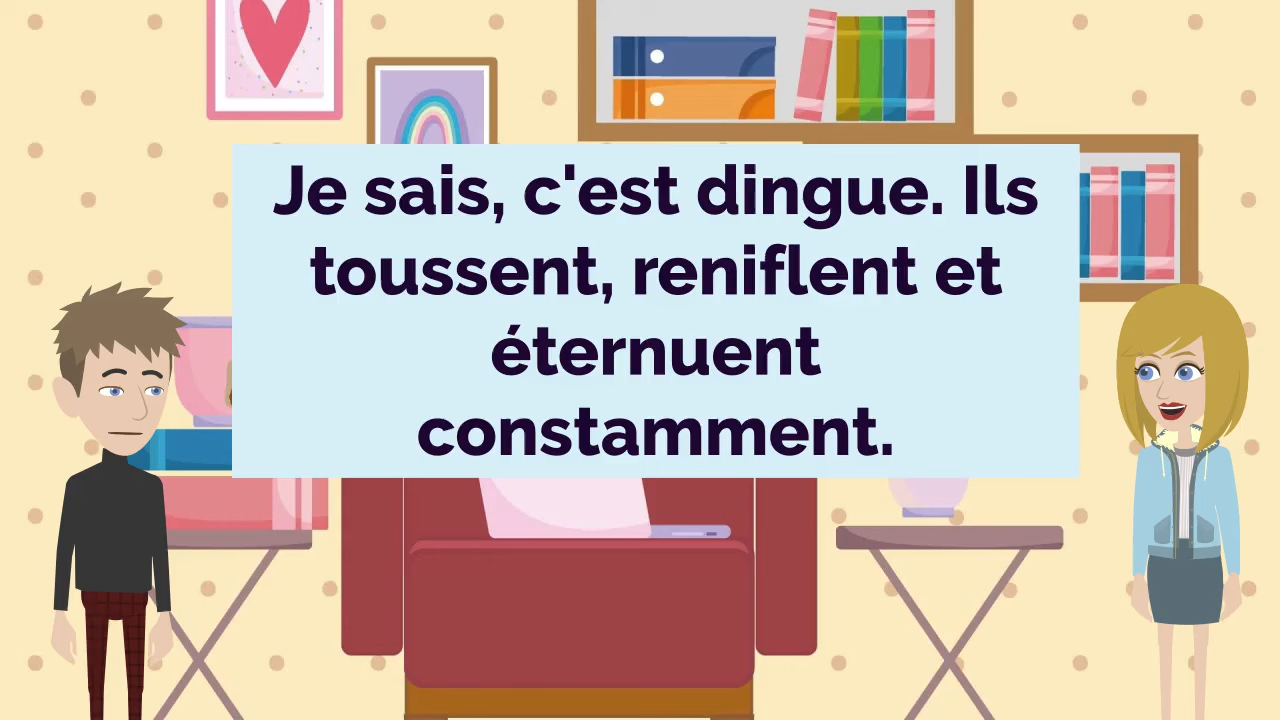 Je sais, c'est dingue. Ils
toussent, reniflent et
éternuent
constamment.